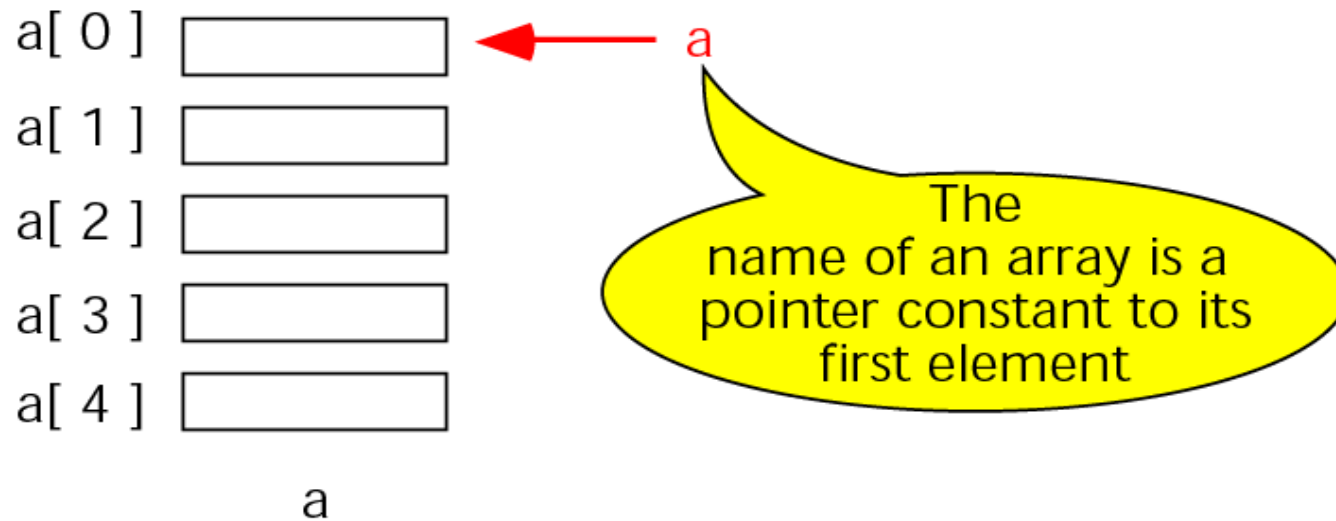 a[ 0 ]
a
a[ 1 ]
a[ 2 ]
a[ 3 ]
a[ 4 ]
a
The
name of an array is a
pointer constant to its
first element